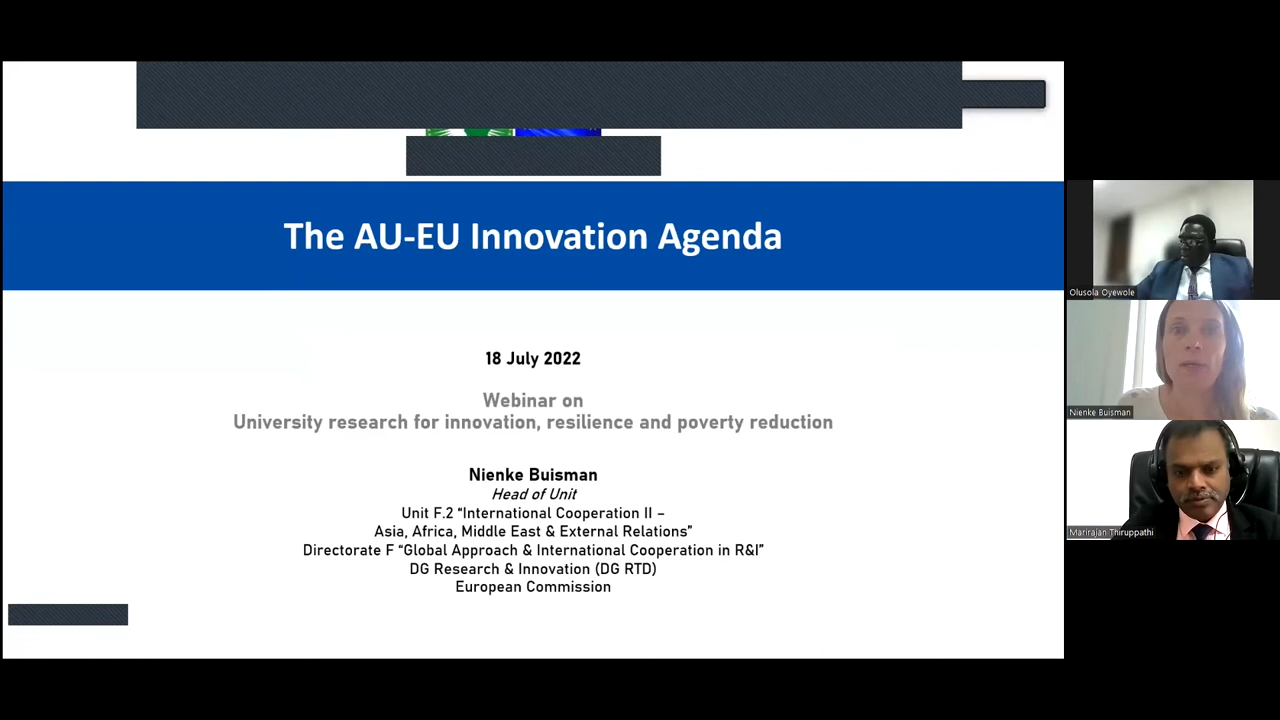 The AU-EU Innovation Agenda
18 July 2022
Webinar on
University research for innovation, resilience and poverty reduction
Nienke Buisman
Head of Unit
Unit F.2 “International Cooperation II –
Asia, Africa, Middle East & External Relations”
Directorate F “Global Approach & International Cooperation in R&I”
DG Research & Innovation (DG RTD)
European Commission
Olusola Oyewole
Nienke Buisman
Marirajan Thiruppathi